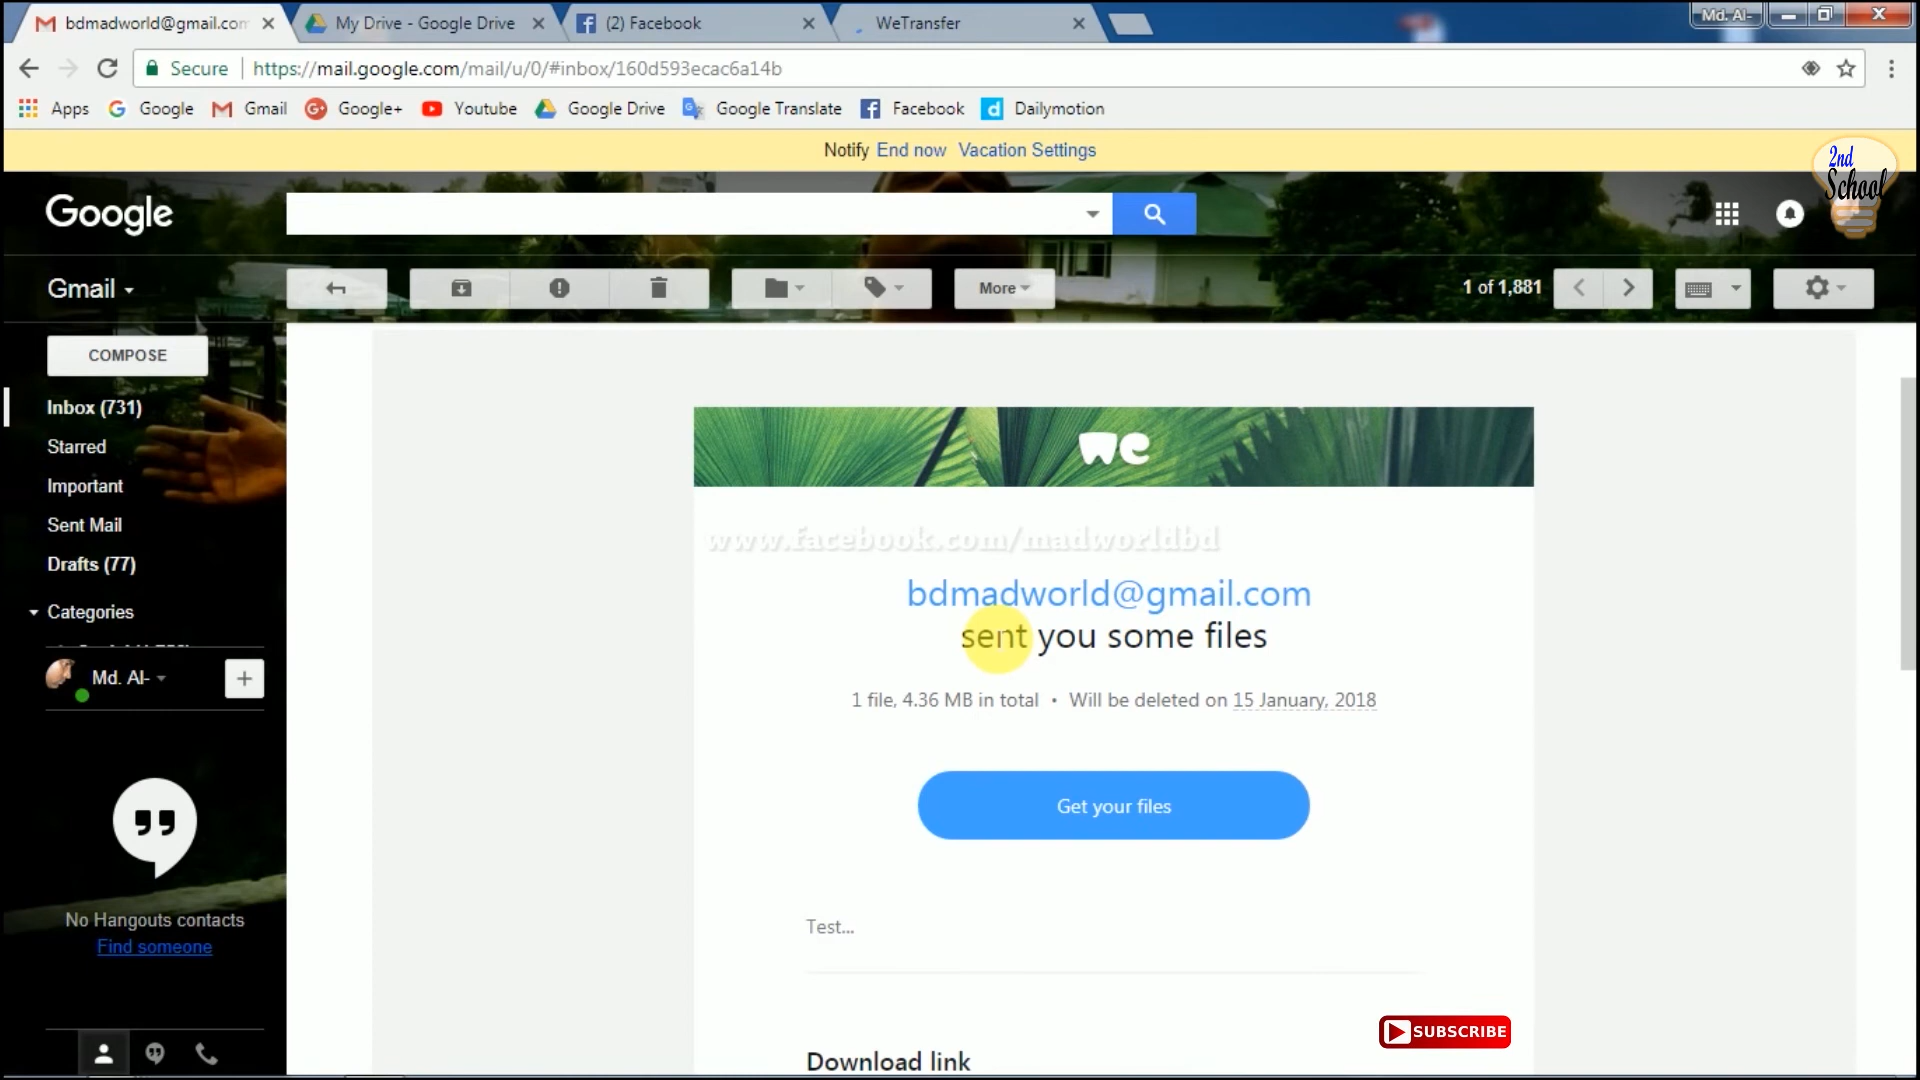 bdmadworld@gmail.com
My Drive - Google Drive
(2) Facebook
WeTransfer
Md. Al-
Secure
https://mail.google.com/mail/u/0/#inbox/160d593ecac6a14b
Apps
Google
Gmail
Google+
Youtube
Google Drive
Google Translate
Facebook
Dailymotion
Notify End now Vacation Settings
2nd
School
Google
Gmail
More
1 of 1,881
COMPOSE
Inbox (731)
Starred
Important
Sent Mail
Drafts (77)
Categories
Md. Al-
No Hangouts contacts
Find someone
we
www.facebook.com/madworldbd
bdmadworld@gmail.com
sent you some files
1 file, 4.36 MB in total • Will be deleted on 15 January, 2018
Get your files
Test...
SUBSCRIBE
Download link